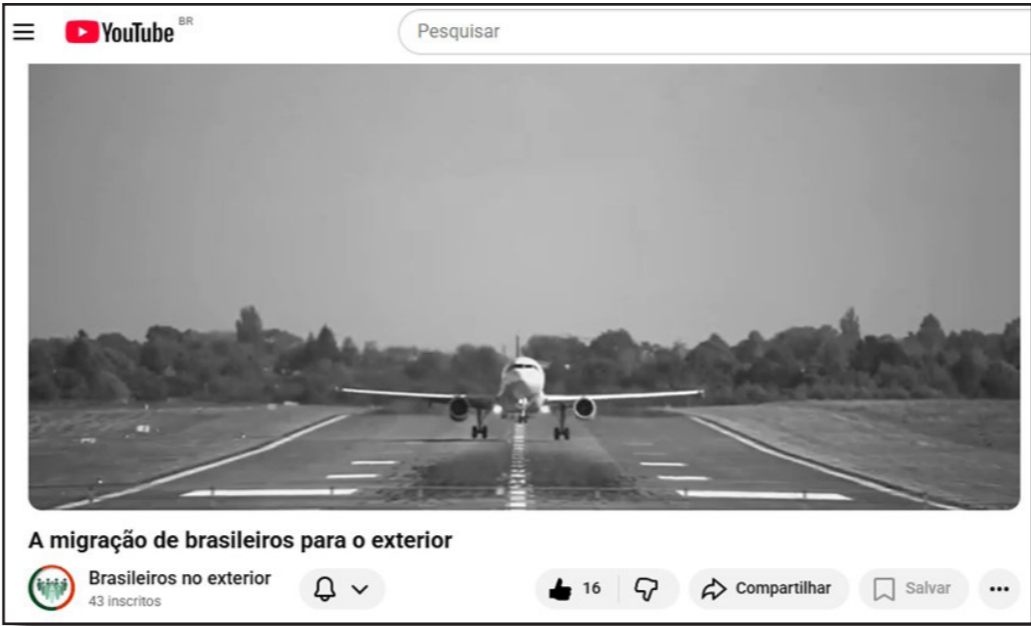 YouTube BR
Pesquisar
A migração de brasileiros para o exterior
Brasileiros no exterior
43 inscritos
16
Compartilhar
Salvar